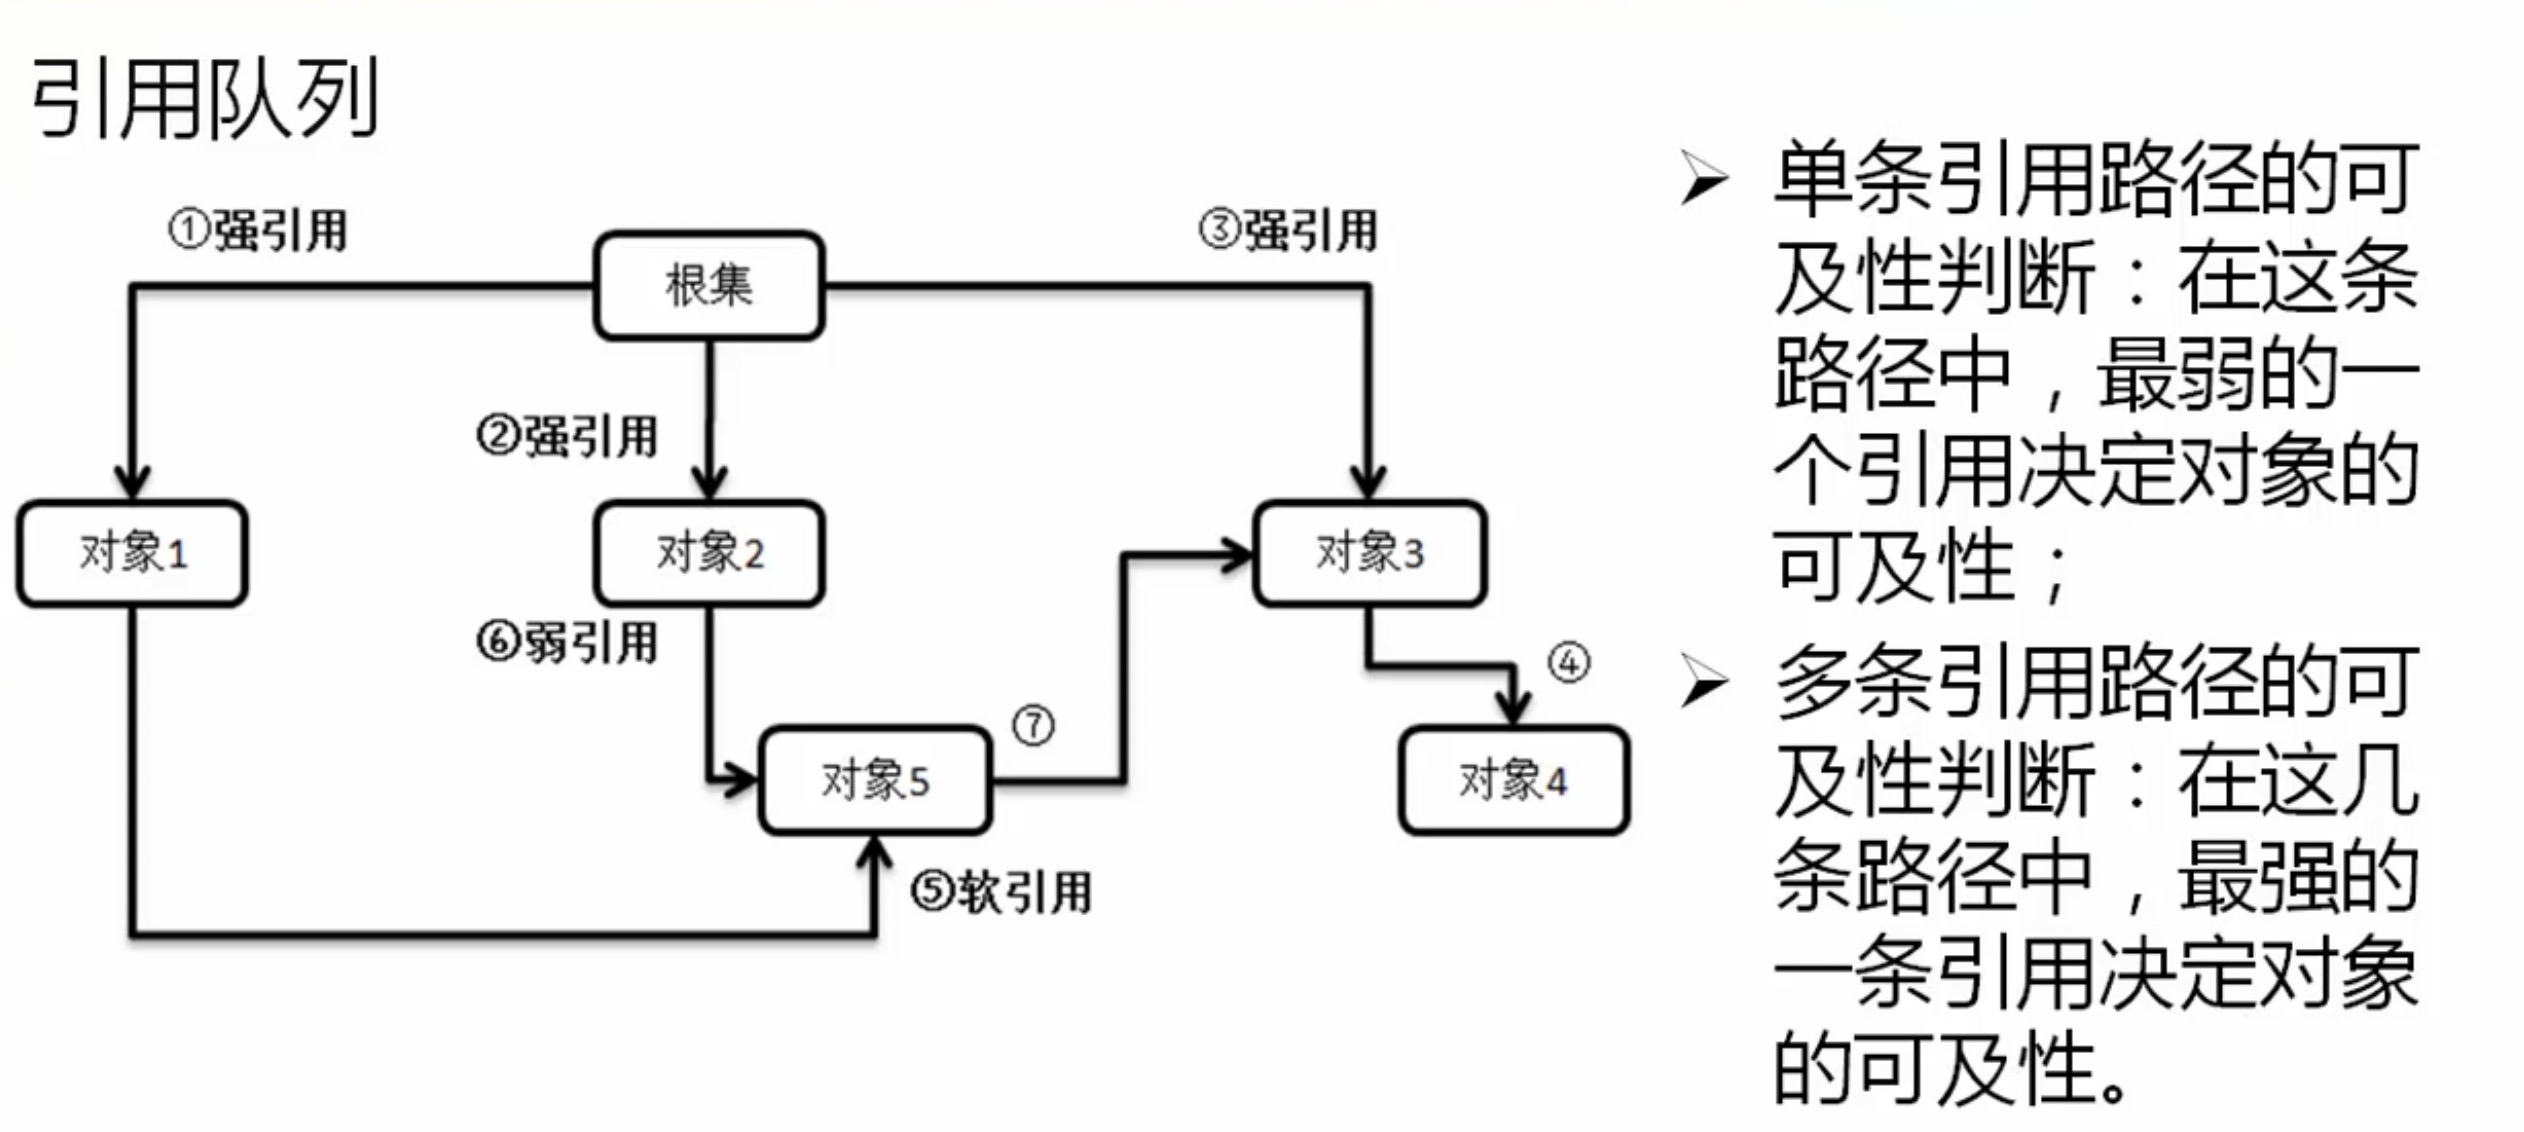 引用队列
①强引用
③强引用
根集
②强引用
对象1
对象2
对象3
⑥弱引用
④
⑦
对象5
对象4
⑤软引用
➢ 单条引用路径的可
及性判断：在这条
路径中，最弱的一
个引用决定对象的
可及性；
➢ 多条引用路径的可
及性判断：在这几
条路径中，最强的
一条引用决定对象
的可及性。